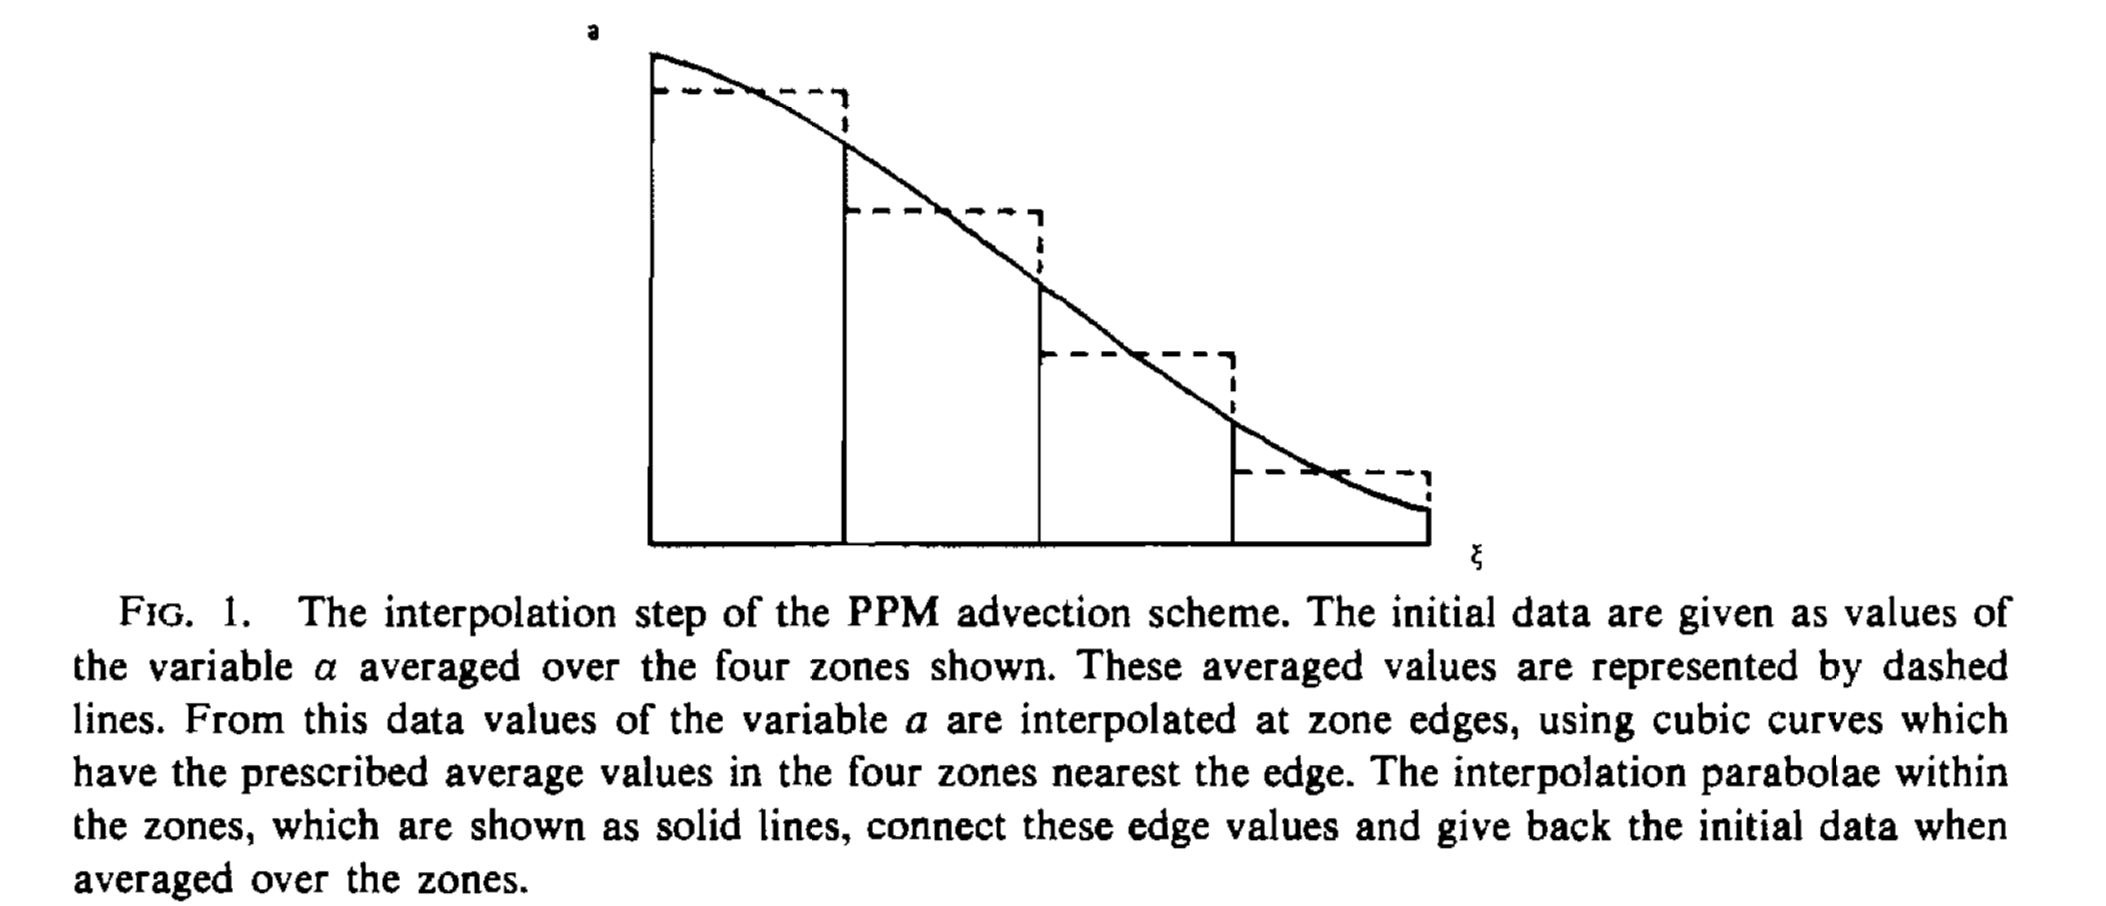 a
ξ
FIG. 1. The interpolation step of the PPM advection scheme. The initial data are given as values of
the variable a averaged over the four zones shown. These averaged values are represented by dashed
lines. From this data values of the variable a are interpolated at zone edges, using cubic curves which
have the prescribed average values in the four zones nearest the edge. The interpolation parabolae within
the zones, which are shown as solid lines, connect these edge values and give back the initial data when
averaged over the zones.